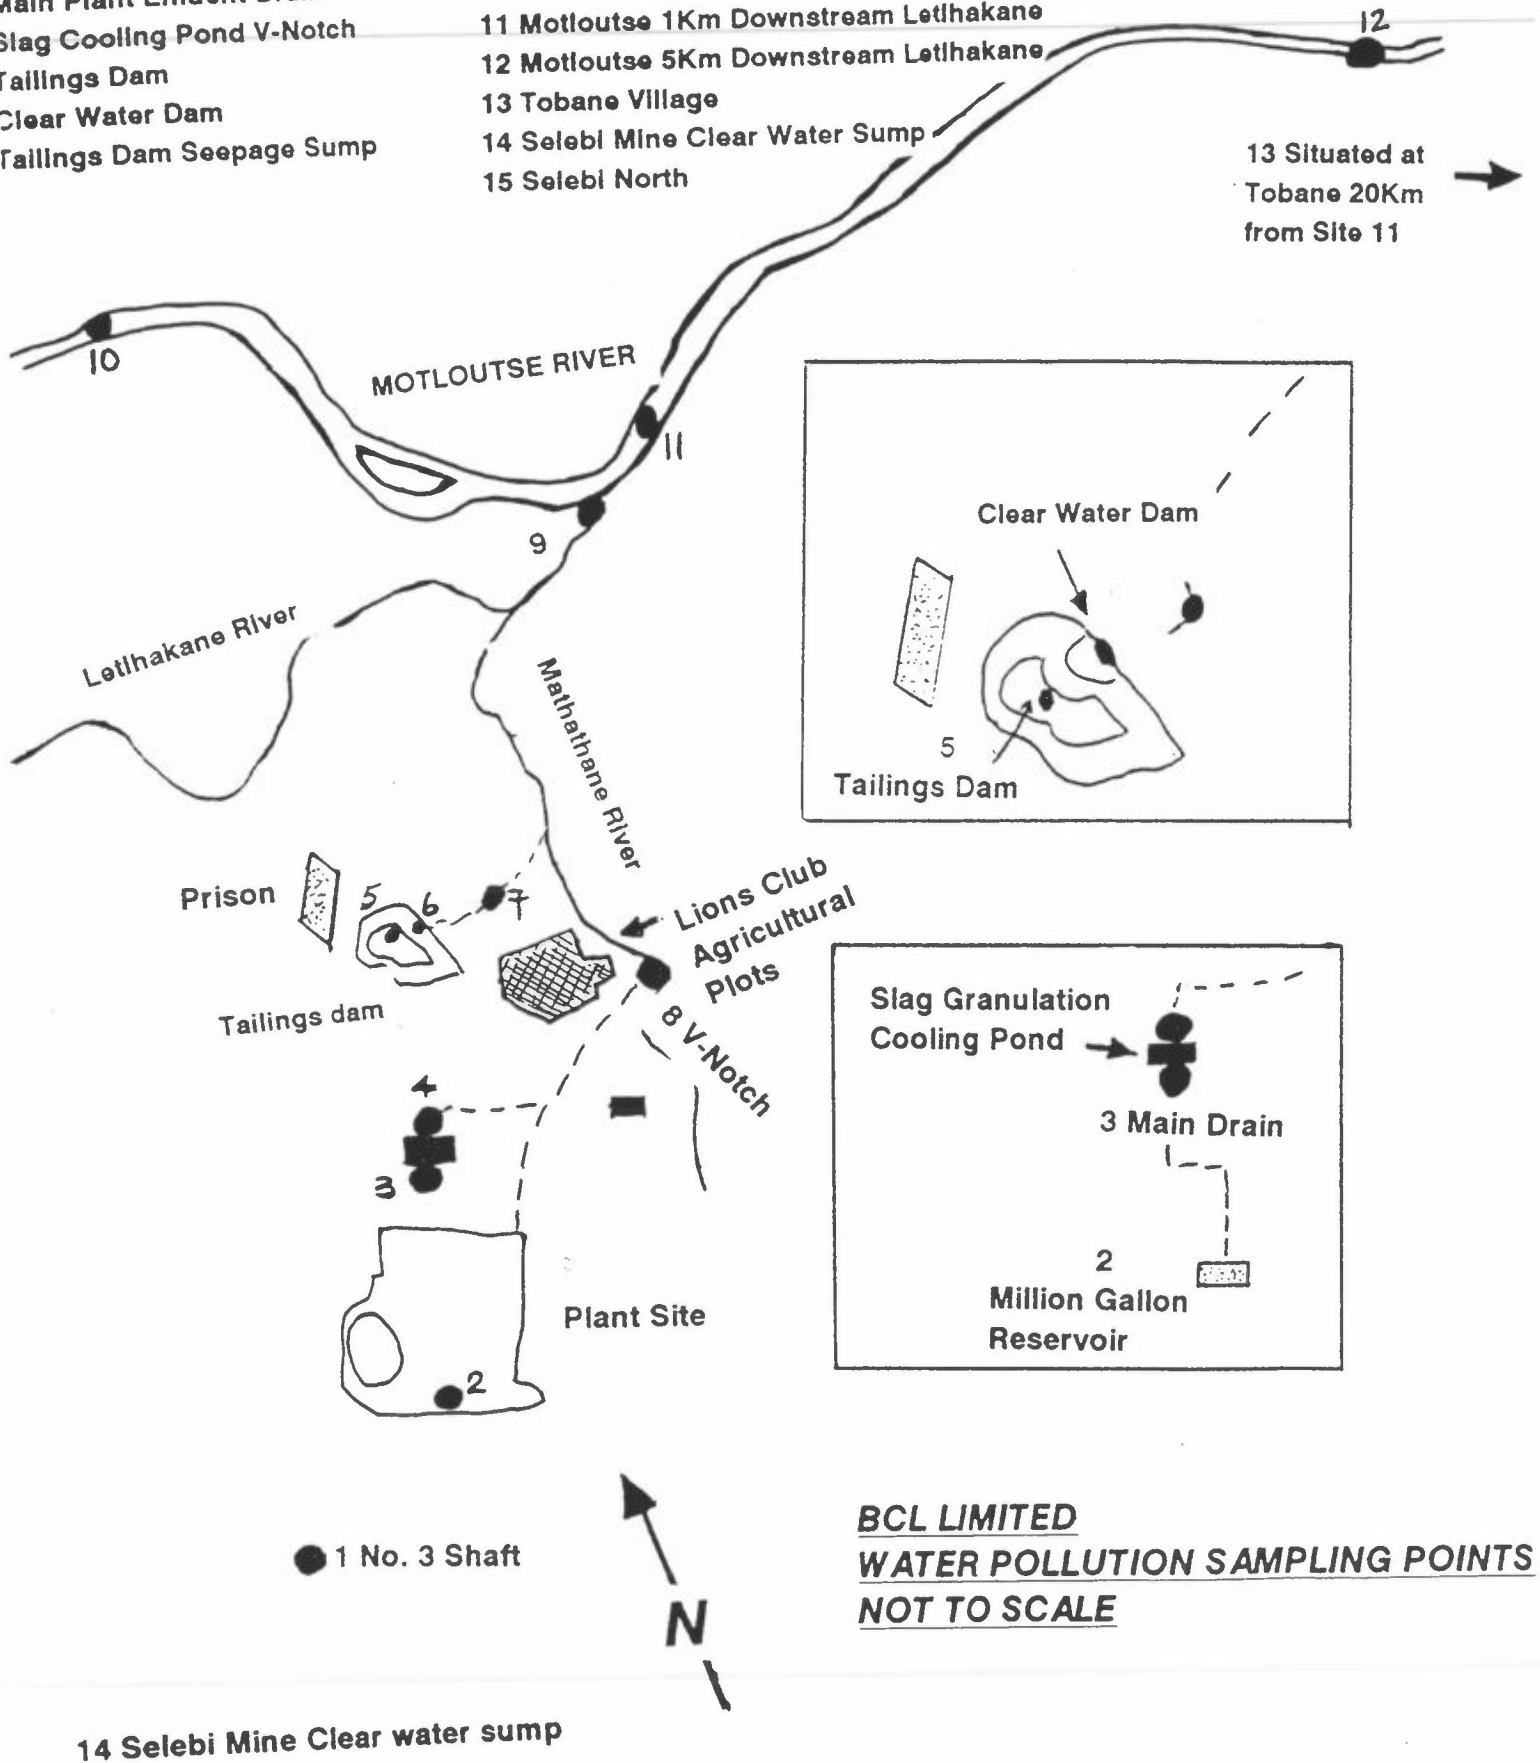 Main Plant
Slag Cooling Pond V-Notch
Tailings Dam
Clear Water Dam
Tailings Dam Seepage Sump
11 Motloutse 1Km Downstream Letlhakane
12 Motloutse 5Km Downstream Letlhakane
13 Tobane Village
14 Selebi Mine Clear Water Sump
15 Selebi North
12
13 Situated at
Tobane 20Km
from Site 11
10
MOTLOUTSE RIVER
11
9
Letlhakane River
Mathathane River
Clear Water Dam
5
Tailings Dam
Prison
5
6
7
Lions Club
Agricultural
Plots
Tailings dam
8 V-Notch
4
3
Slag Granulation
Cooling Pond
3 Main Drain
2
Million Gallon
Reservoir
Plant Site
2
1 No. 3 Shaft
N
BCL LIMITED
WATER POLLUTION SAMPLING POINTS
NOT TO SCALE
14 Selebi Mine Clear water sump